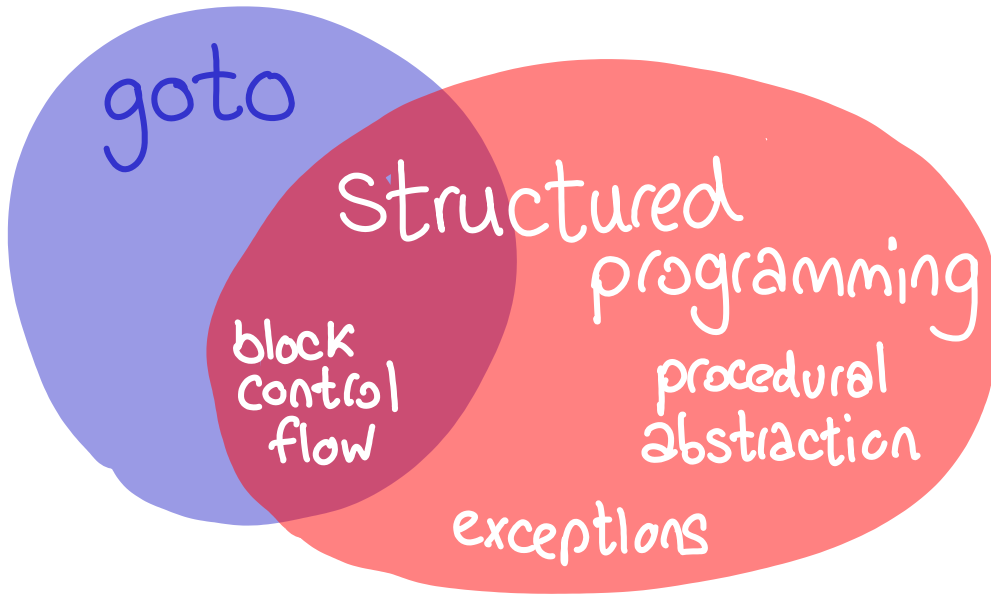 goto
Structured
programming
block
control
flow
procedural
abstraction
exceptions